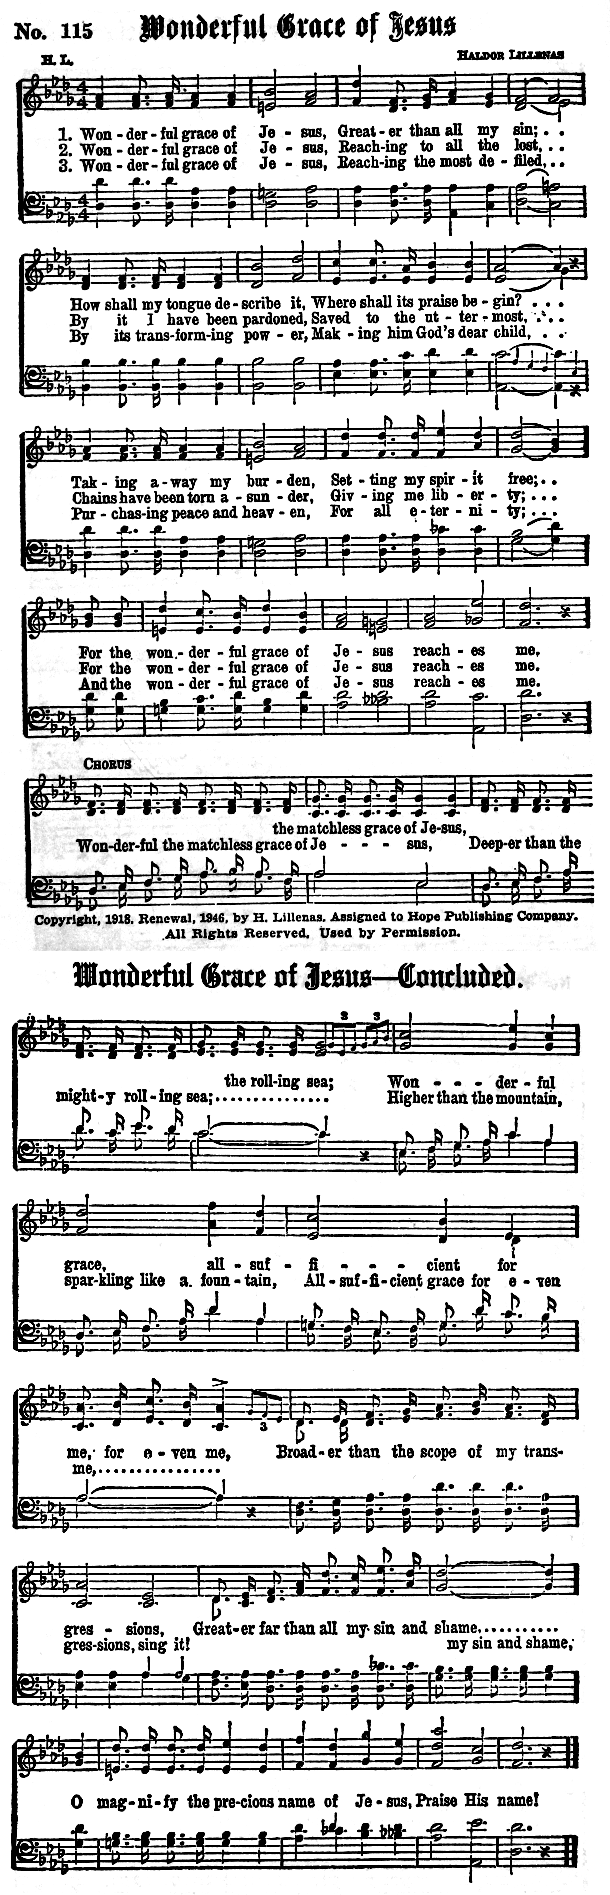 No. 115 Wonderful Grace of Jesus
H. L. HALDOR LILLENAS
1. Won - der - ful grace of Je - sus, Great - er than all my sin; . .
2. Won - der - ful grace of Je - sus, Reach - ing to all the lost, . .
3. Won - der - ful grace of Je - sus, Reach - ing the most de - filed, . .
How shall my tongue de - scribe it, Where shall its praise be - gin? . . .
By it I have been pardoned, Saved to the ut - ter - most, . . .
By its trans - form - ing pow - er, Mak - ing him God's dear child, . . .
Tak - ing a - way my bur - den, Set - ting my spir - it free; . .
Chains have been torn a - sun - der, Giv - ing me lib - er - ty; . . .
Pur - chas - ing peace and heav - en, For all e - ter - ni - ty; . . .
For the won - der - ful grace of Je - sus reach - es me.
For the won - der - ful grace of Je - sus reach - es me.
And the won - der - ful grace of Je - sus reach - es me.
CHORUS
the matchless grace of Je-sus,
Won-der-ful the matchless grace of Je - - - sus, Deep-er than the
Copyright, 1918. Renewal, 1946, by H. Lillenas. Assigned to Hope Publishing Company.
All Rights Reserved. Used by Permission.
Wonderful Grace of Jesus—Concluded.
3 3
the roll-ing sea; Won - - - der - ful
might-y roll-ing sea; . . . . . . . . . . . . . . . Higher than the mountain,
grace, all - suf - fi - - - cient for
spar-kling like a foun - tain, All - suf - fi - cient grace for e - ven
3
me, for e - ven me, Broad - er than the scope of my trans-
me, . . . . . . . . . . . . . . . .
gres - sions, Great - er far than all my sin and shame, . . . . . . . . . .
gres-sions, sing it! my sin and shame,
O mag - ni - fy the pre-cious name of Je - sus, Praise His name!